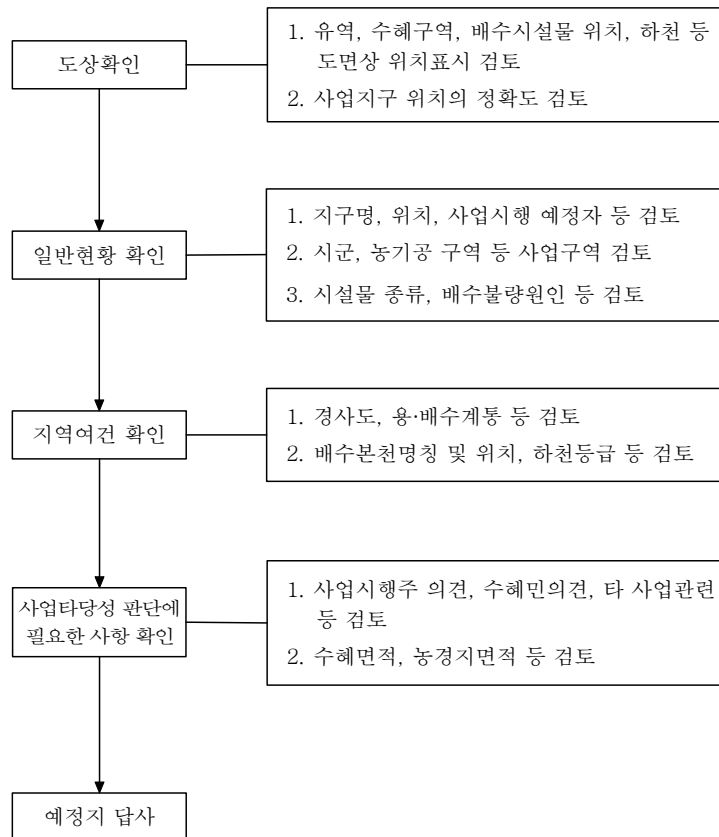 도상확인
1. 유역, 수혜구역, 배수시설물 위치, 하천 등
도면상 위치표시 검토
2. 사업지구 위치의 정확도 검토
일반현황 확인
1. 지구명, 위치, 사업시행 예정자 등 검토
2. 시군, 농기공 구역 등 사업구역 검토
3. 시설물 종류, 배수불량원인 등 검토
지역여건 확인
1. 경사도, 용·배수계통 등 검토
2. 배수본천명칭 및 위치, 하천등급 등 검토
사업타당성 판단에
필요한 사항 확인
1. 사업시행주 의견, 수혜민의견, 타 사업관련
등 검토
2. 수혜면적, 농경지면적 등 검토
예정지 답사